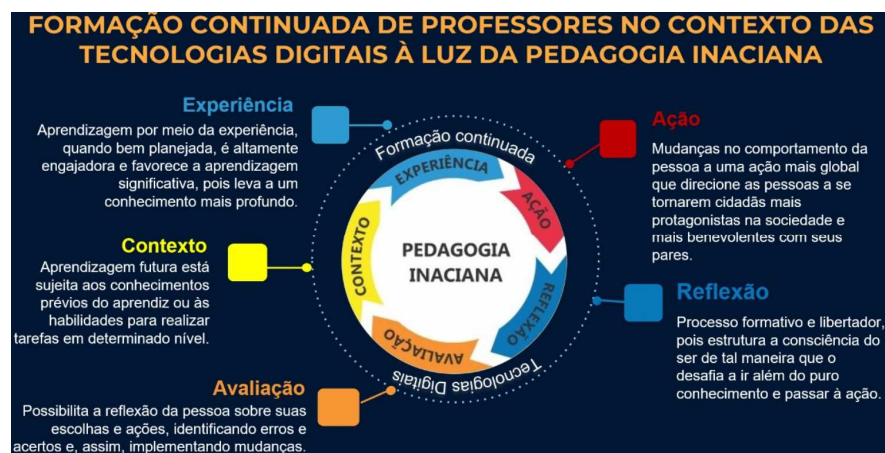 FORMAÇÃO CONTINUADA DE PROFESSORES NO CONTEXTO DAS
TECNOLOGIAS DIGITAIS À LUZ DA PEDAGOGIA INACIANA
Experiência
Aprendizagem por meio da experiência,
quando bem planejada, é altamente
engajadora e favorece a aprendizagem
significativa, pois leva a um
conhecimento mais profundo.
Contexto
Aprendizagem futura está
sujeita aos conhecimentos
prévios do aprendiz ou às
habilidades para realizar
tarefas em determinado nível.
Avaliação
Possibilita a reflexão da pessoa sobre suas
escolhas e ações, identificando erros e
acertos e, assim, implementando mudanças.
Formação continuada
EXPERIÊNCIA
AÇÃO
REFLEXÃO
AVALIAÇÃO
CONTEXTO
PEDAGOGIA
INACIANA
Tecnologias Digitais
Ação
Mudanças no comportamento da
pessoa a uma ação mais global
que direcione as pessoas a se
tornarem cidadãs mais
protagonistas na sociedade e
mais benevolentes com seus
pares.
Reflexão
Processo formativo e libertador,
pois estrutura a consciência do
ser de tal maneira que o
desafia a ir além do puro
conhecimento e passar à ação.